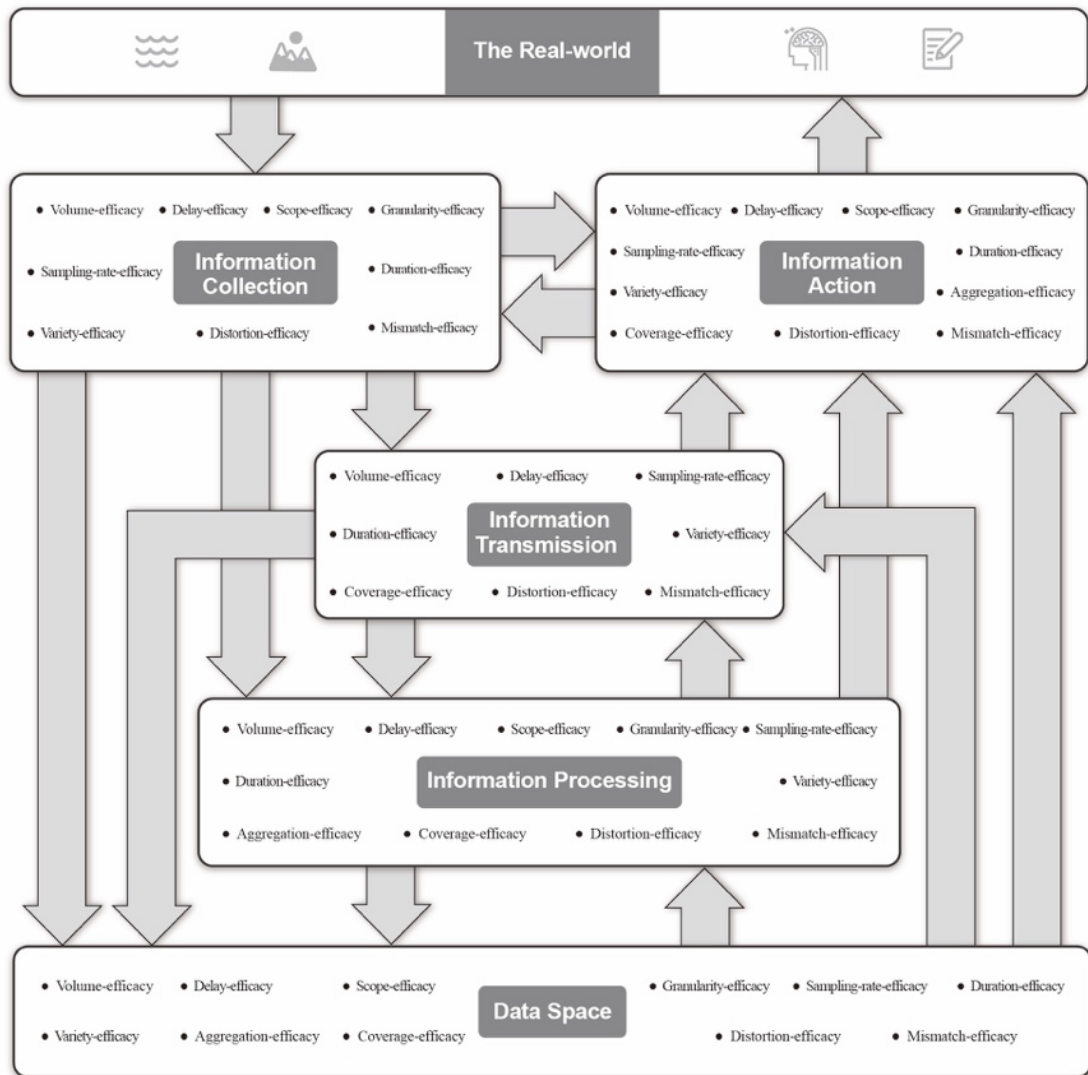 The Real-world
• Volume-efficacy • Delay-efficacy • Scope-efficacy • Granularity-efficacy
• Sampling-rate-efficacy
Information
Collection
• Duration-efficacy
• Variety-efficacy • Distortion-efficacy • Mismatch-efficacy
• Volume-efficacy • Delay-efficacy • Scope-efficacy • Granularity-efficacy
• Sampling-rate-efficacy • Duration-efficacy
Information
Action
• Variety-efficacy • Aggregation-efficacy
• Coverage-efficacy • Distortion-efficacy • Mismatch-efficacy
• Volume-efficacy • Delay-efficacy • Sampling-rate-efficacy
• Duration-efficacy
Information
Transmission
• Variety-efficacy
• Coverage-efficacy • Distortion-efficacy • Mismatch-efficacy
• Volume-efficacy • Delay-efficacy • Scope-efficacy • Granularity-efficacy • Sampling-rate-efficacy
• Duration-efficacy Information Processing • Variety-efficacy
• Aggregation-efficacy • Coverage-efficacy • Distortion-efficacy • Mismatch-efficacy
• Volume-efficacy • Delay-efficacy • Scope-efficacy • Granularity-efficacy • Sampling-rate-efficacy • Duration-efficacy
Data Space
• Variety-efficacy • Aggregation-efficacy • Coverage-efficacy • Distortion-efficacy • Mismatch-efficacy